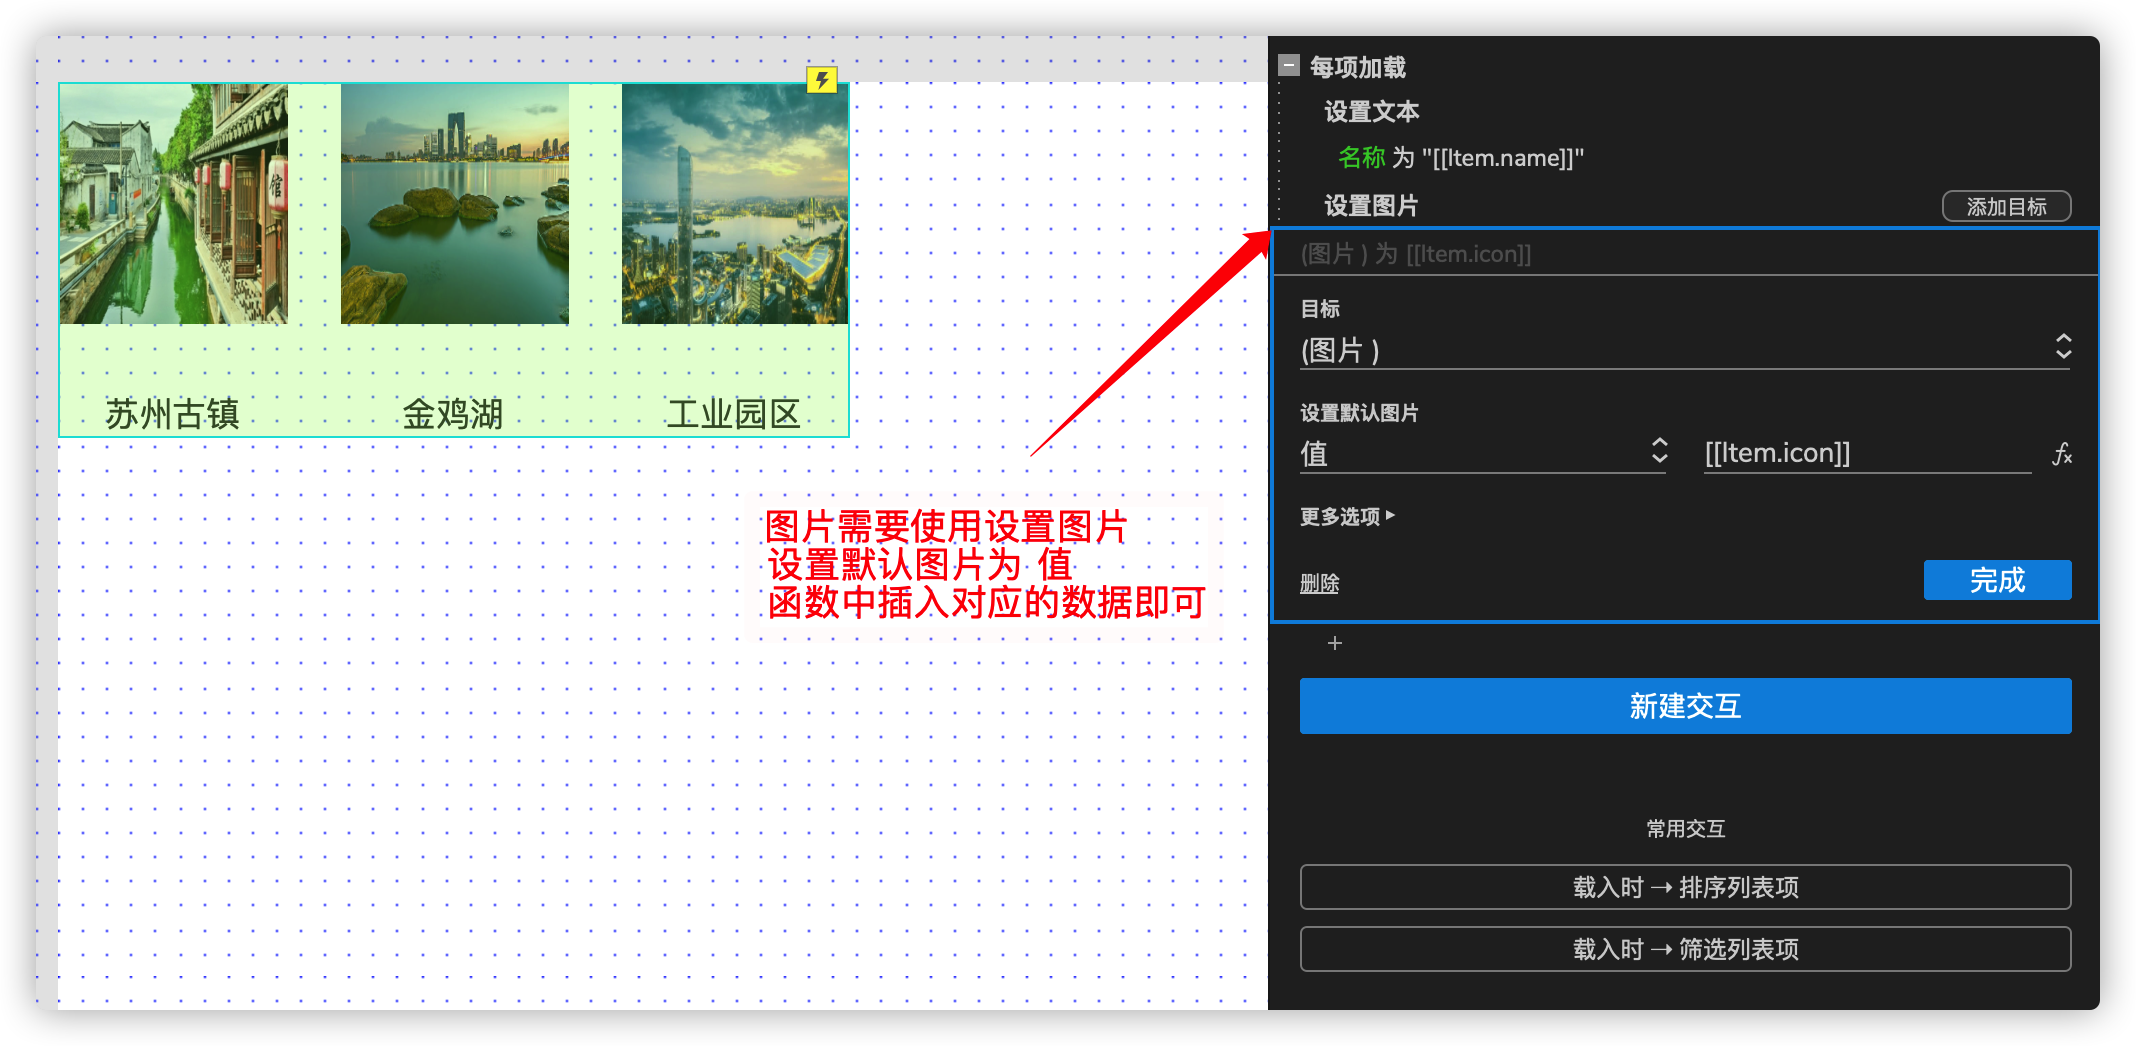 馆
苏州古镇
金鸡湖
工业园区
图片需要使用设置图片
设置默认图片为 值
函数中插入对应的数据即可
每项加载
设置文本
名称 为 "[[Item.name]]"
设置图片
添加目标
(图片 ) 为 [[Item.icon]]
目标
(图片 )
设置默认图片
值
[[Item.icon]]
fx
更多选项
删除
完成
+
新建交互
常用交互
载入时 → 排序列表项
载入时 → 筛选列表项